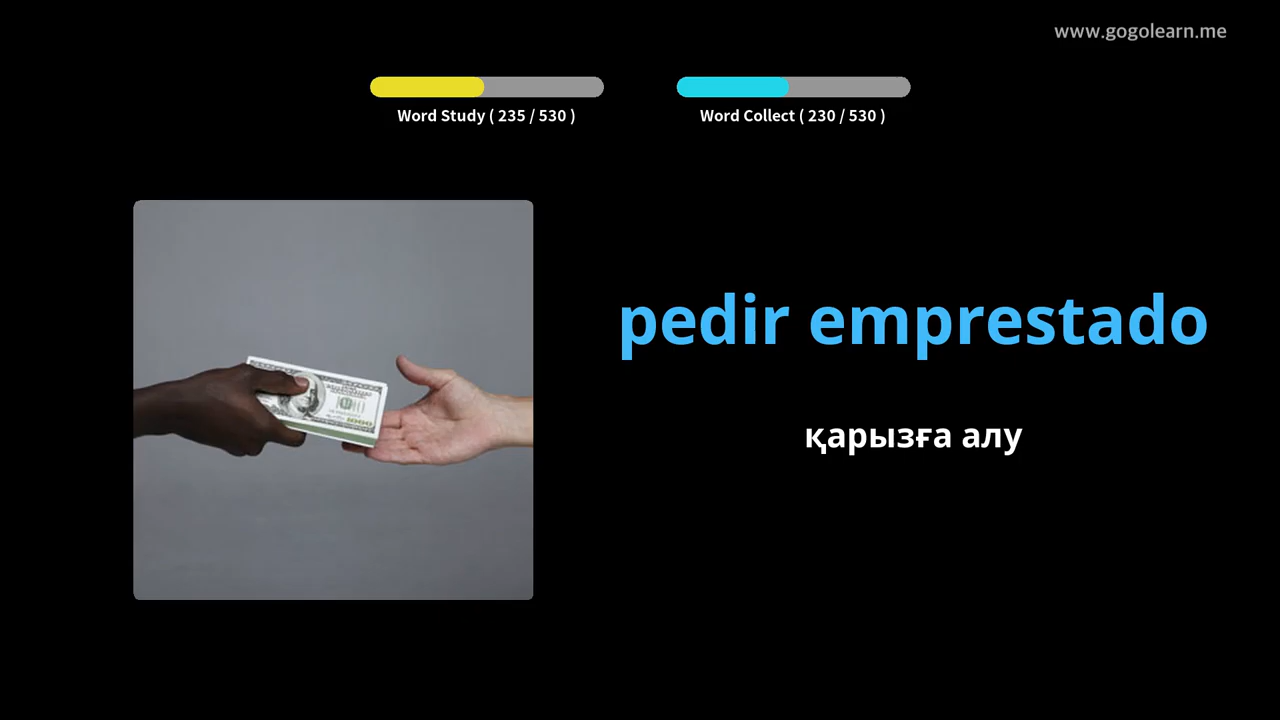 www.gogolearn.me
Word Study ( 235 / 530 )
Word Collect ( 230 / 530 )
pedir emprestado
қарызға алу